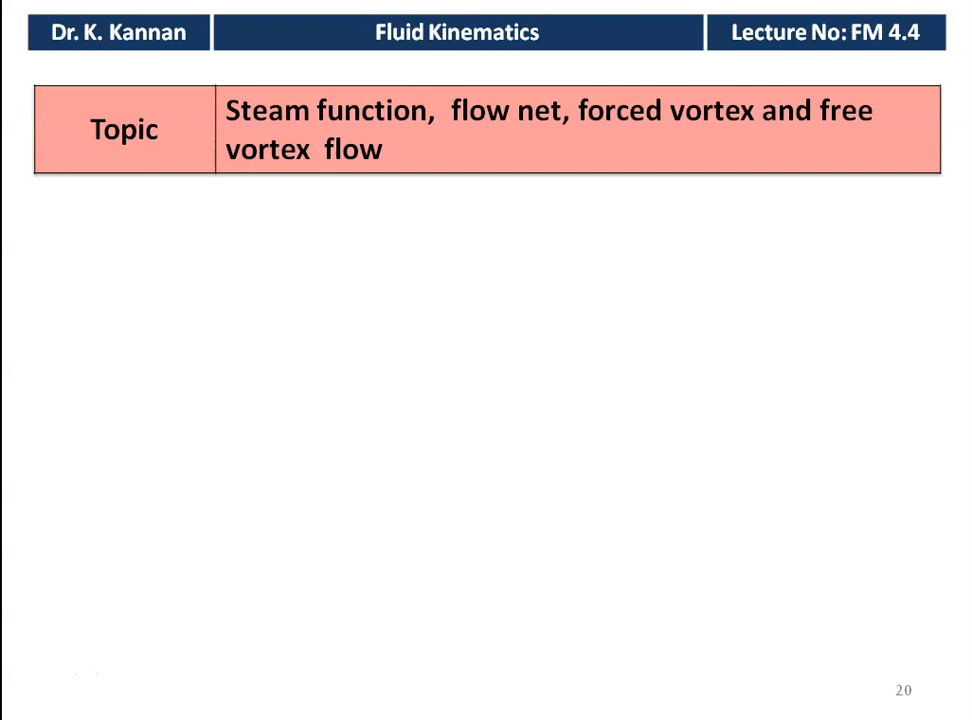 Dr. K. Kannan Fluid Kinematics Lecture No: FM 4.4
Topic
Steam function, flow net, forced vortex and free
vortex flow
20